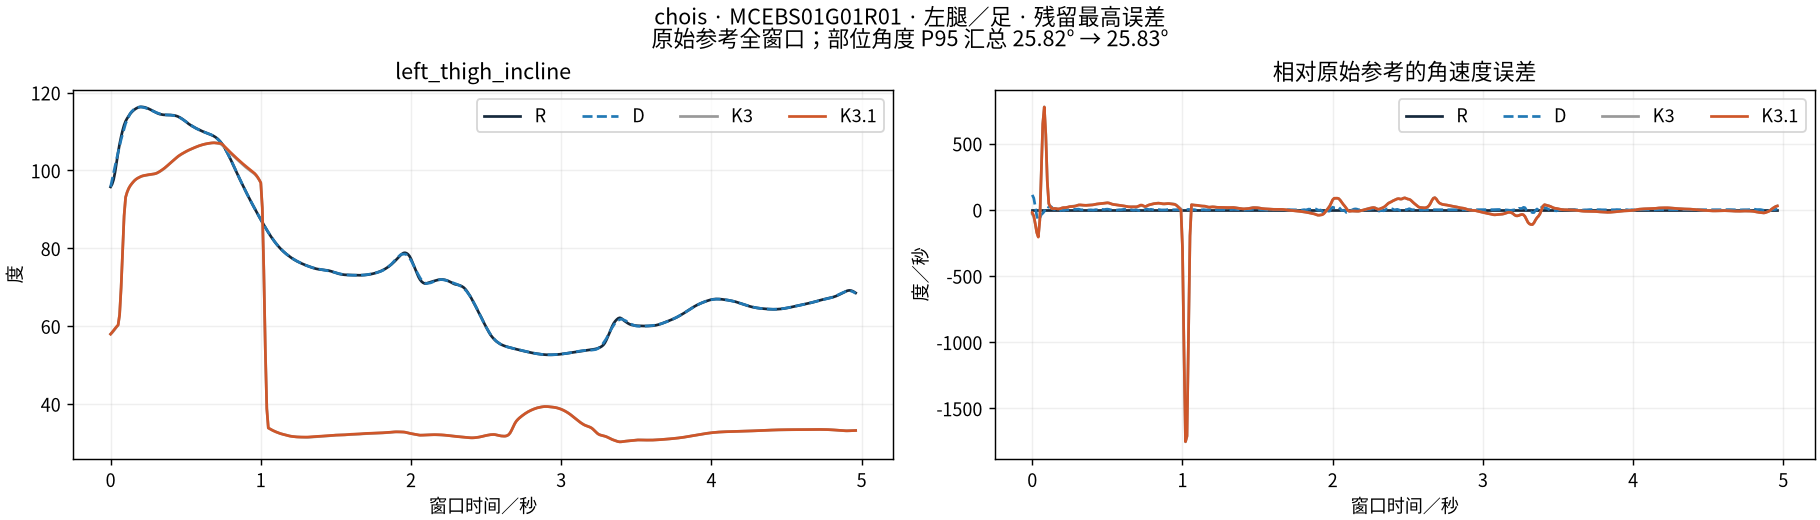 chois · MCEBS01G01R01 · 左腿／足 · 残留最高误差
原始参考全窗口；部位角度 P95 汇总 25.82° → 25.83°
left_thigh_incline
R
D
K3
K3.1
120
100
80
60
40
度
0
1
2
3
4
5
窗口时间／秒
相对原始参考的角速度误差
R
D
K3
K3.1
500
0
-500
-1000
-1500
度／秒
0
1
2
3
4
5
窗口时间／秒